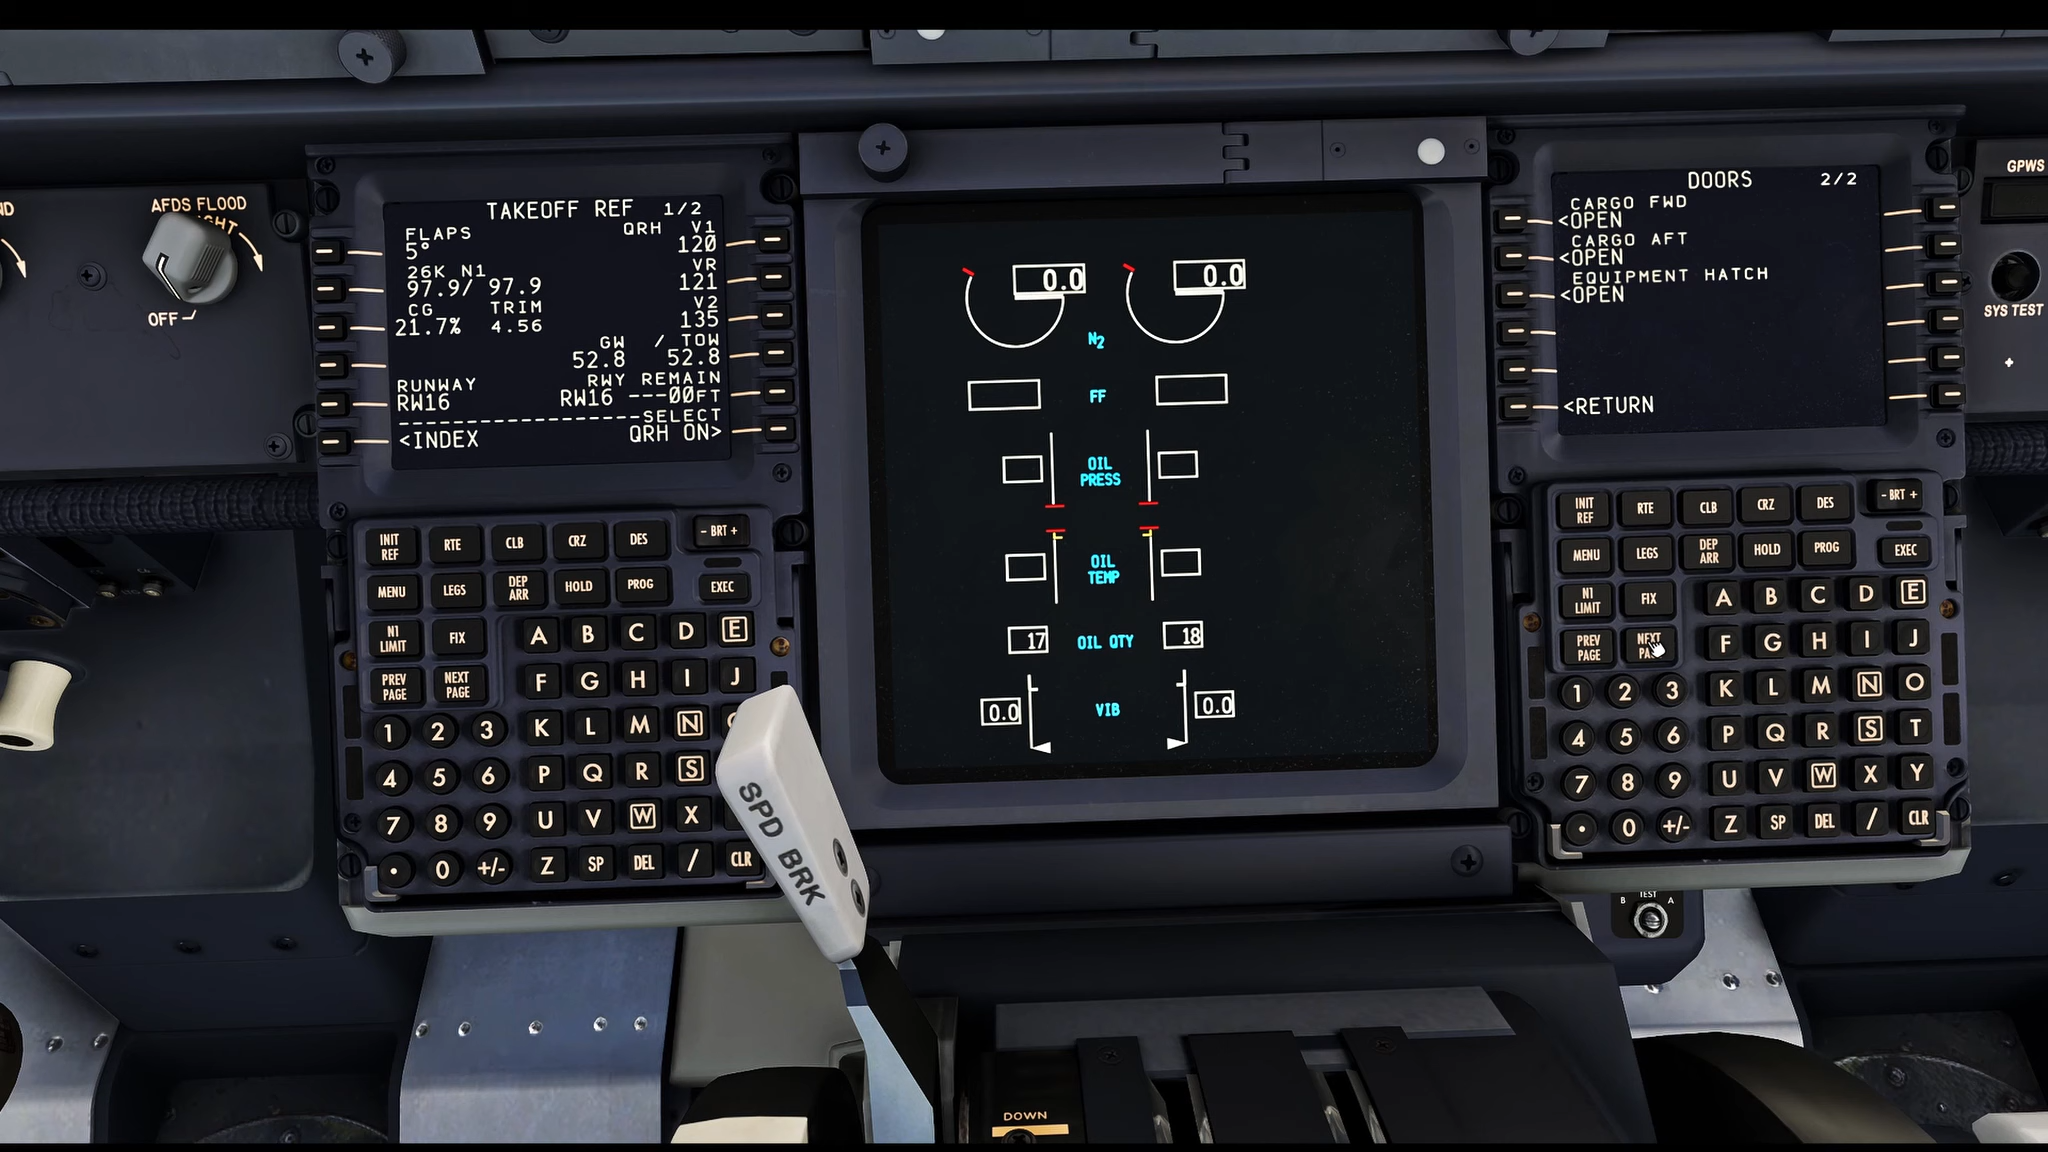 AFDS FLOOD
GHT
OFF
ND
TAKEOFF REF 1/2
FLAPS QRH V1
5° 120
26K N1 VR
97.9/ 97.9 121
CG TRIM V2
21.7% 4.56 135
GW / TOW
52.8 52.8
RUNWAY RWY REMAIN
RW16 RW16 ---00FT
----------------SELECT
<INDEX QRH ON>
INIT REF
RTE
CLB
CRZ
DES
- BRT +
MENU
LEGS
DEP ARR
HOLD
PROG
EXEC
N1 LIMIT
FIX
A B C D E
PREV PAGE
NEXT PAGE
F G H I J
1 2 3
K L M N
4 5 6
P Q R S
7 8 9
U V W X
. 0 +/-
Z SP DEL / CLR
SPD BRK
0.0 0.0
N2
FF
OIL
PRESS
OIL
TEMP
17 OIL QTY 18
0.0 VIB 0.0
DOORS 2/2
CARGO FWD
<OPEN
CARGO AFT
<OPEN
EQUIPMENT HATCH
<OPEN
<RETURN
INIT REF
RTE
CLB
CRZ
DES
- BRT +
MENU
LEGS
DEP ARR
HOLD
PROG
EXEC
N1 LIMIT
FIX
A B C D E
PREV PAGE
NEXT
F G H I J
1 2 3
K L M N O
4 5 6
P Q R S T
7 8 9
U V W X Y
. 0 +/-
Z SP DEL / CLR
GPWS
SYS TEST
TEST
B A
DOWN